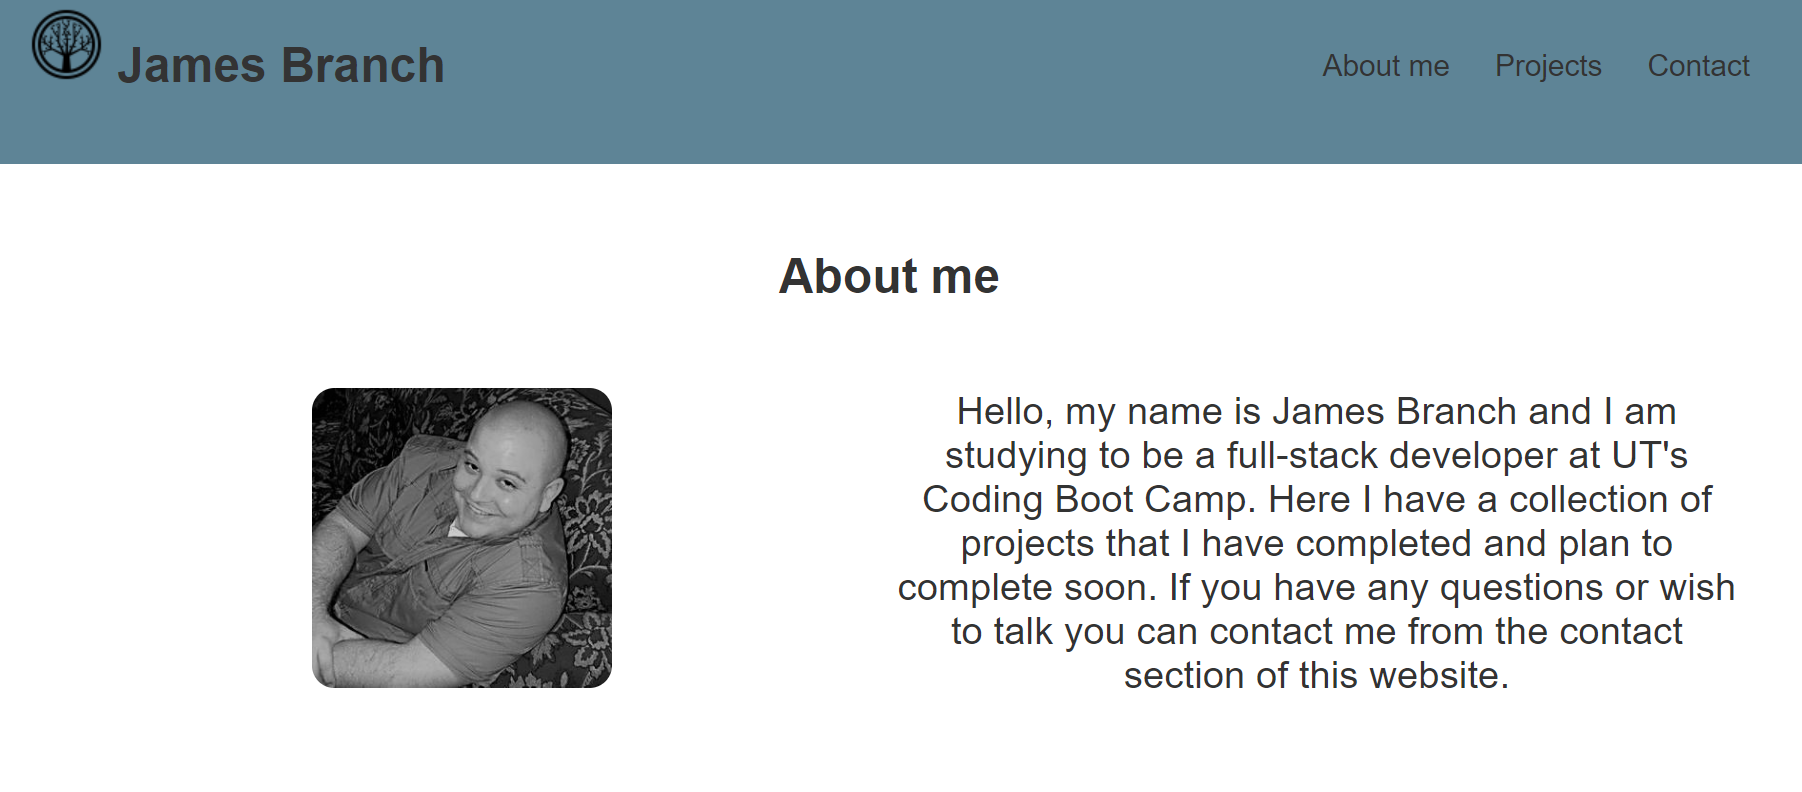 James Branch
About me Projects Contact
About me
Hello, my name is James Branch and I am
studying to be a full-stack developer at UT's
Coding Boot Camp. Here I have a collection of
projects that I have completed and plan to
complete soon. If you have any questions or wish
to talk you can contact me from the contact
section of this website.